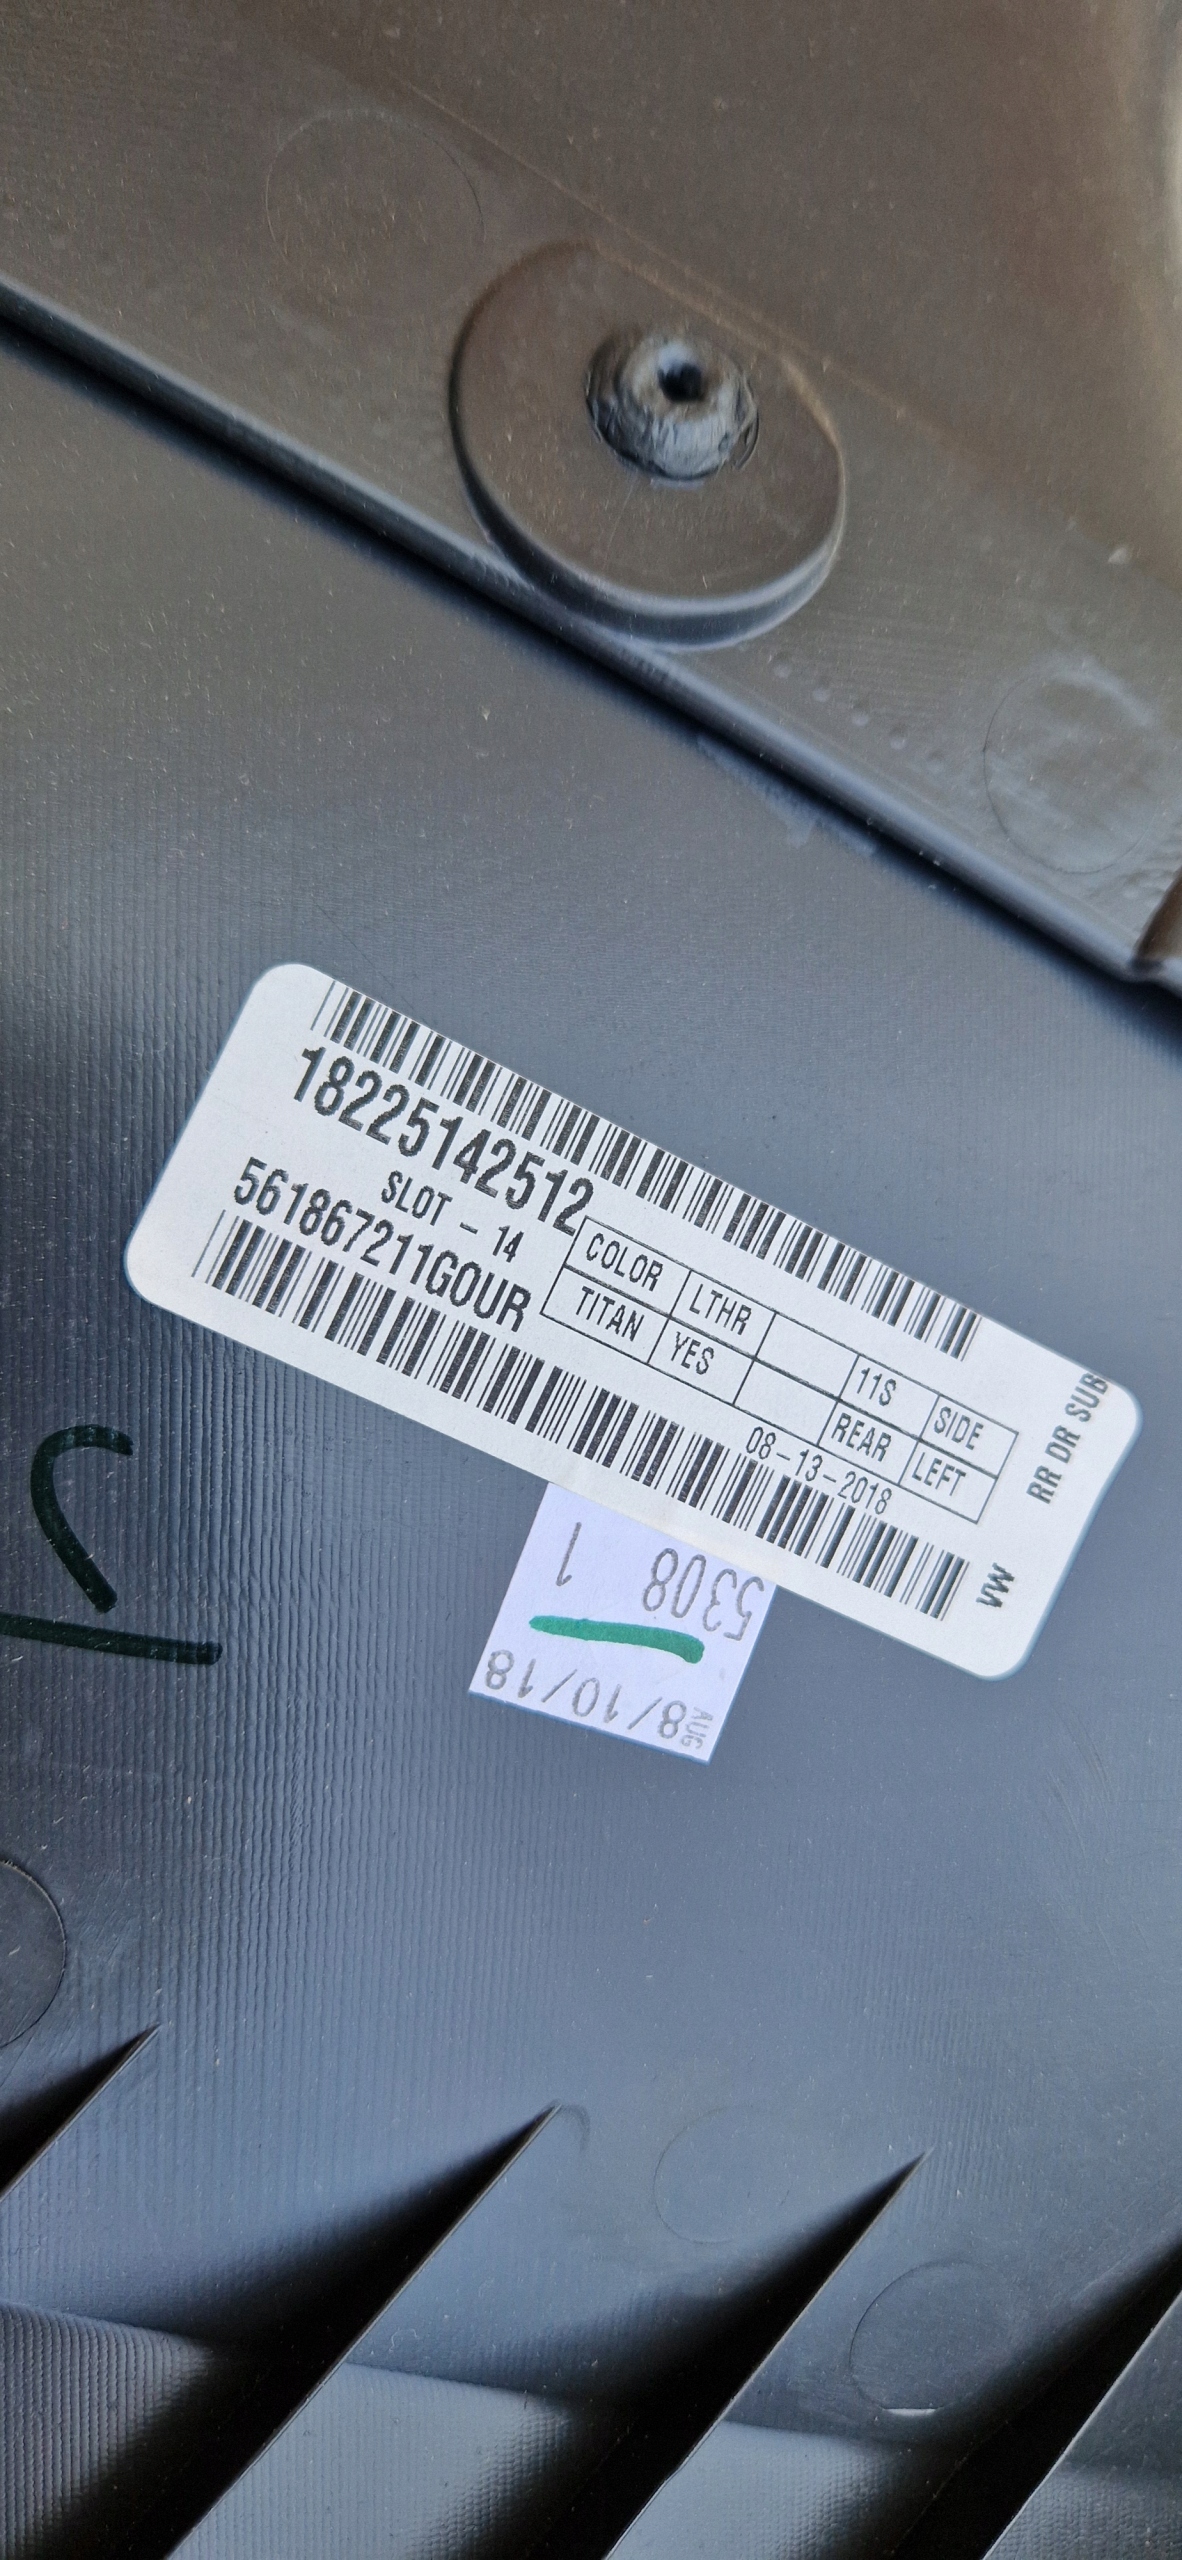 18225142512
SLOT - 14
561867211GOUR
COLOR LTHR 11S SIDE
TITAN YES REAR LEFT
08-13-2018
RR DR SUB
VW
5308
1
AUG
8/10/18